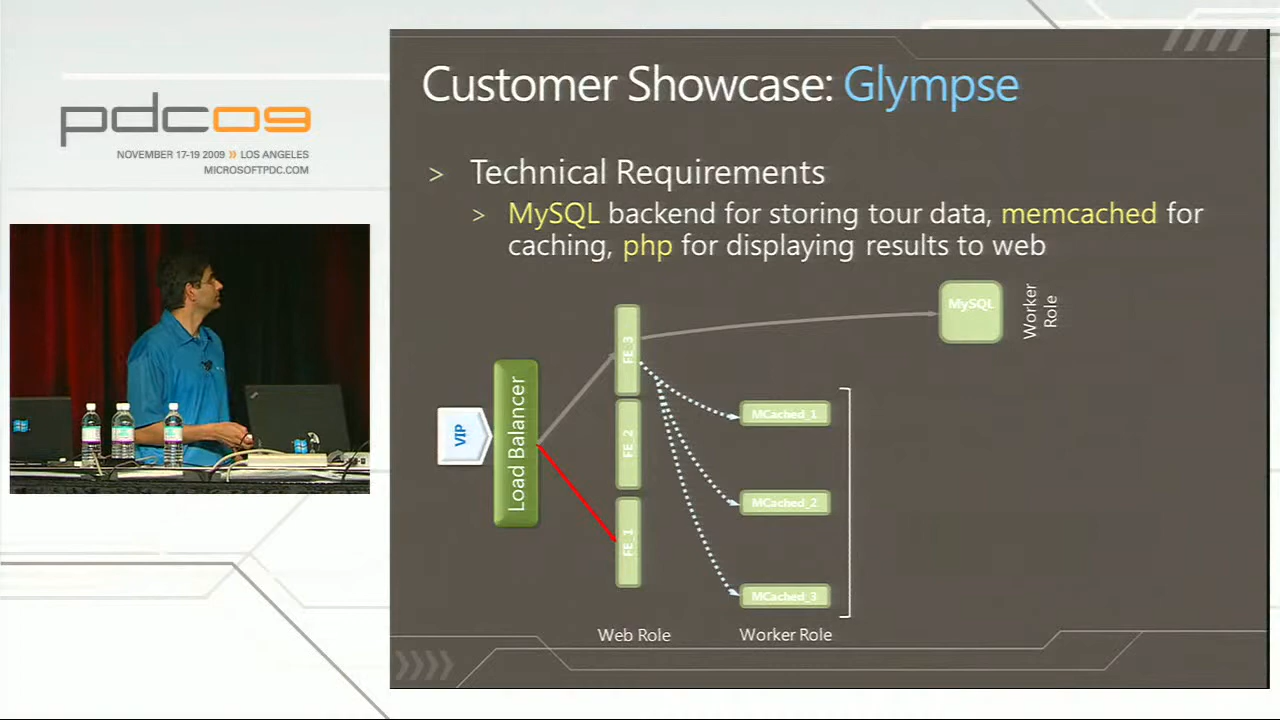 pdc09
NOVEMBER 17-19 2009 » LOS ANGELES
MICROSOFTPDC.COM
Customer Showcase: Glympse
> Technical Requirements
> MySQL backend for storing tour data, memcached for
caching, php for displaying results to web
MySQL
Worker
Role
FE_3
FE_2
FE_1
VIP
Load Balancer
MCached_1
MCached_2
MCached_3
Web Role
Worker Role